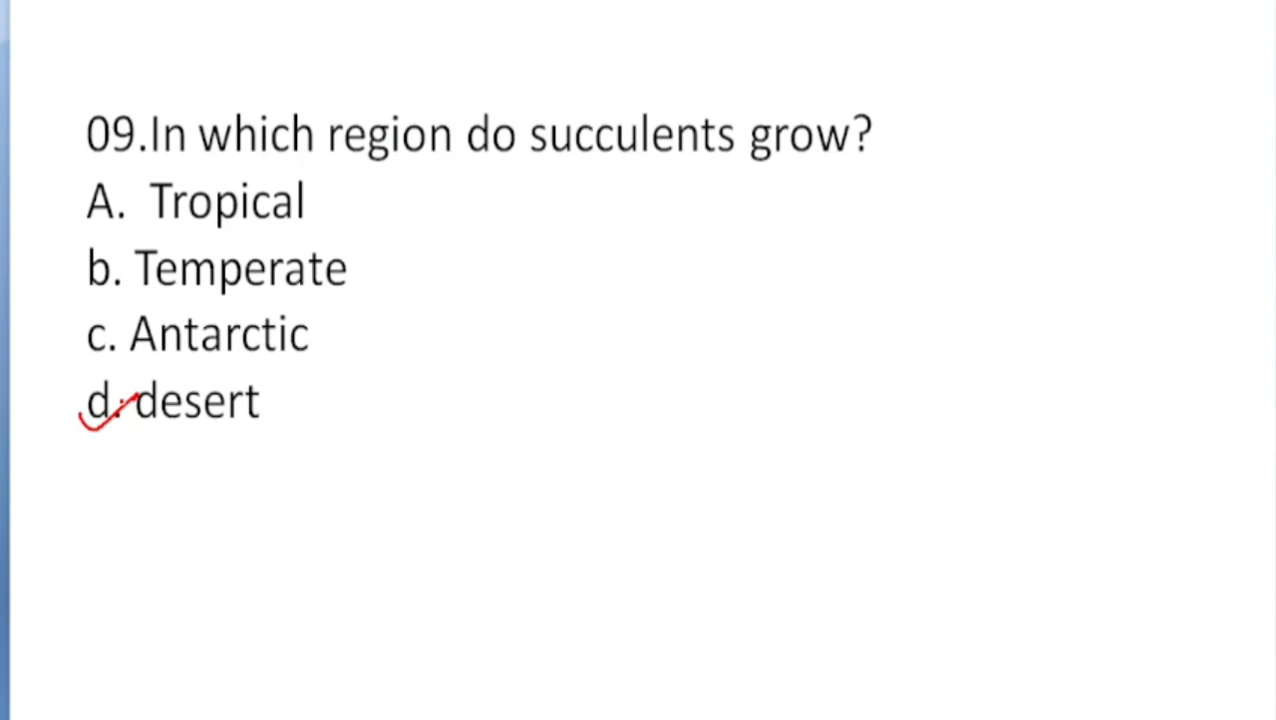 09.In which region do succulents grow?
A. Tropical
b. Temperate
c. Antarctic
d. desert